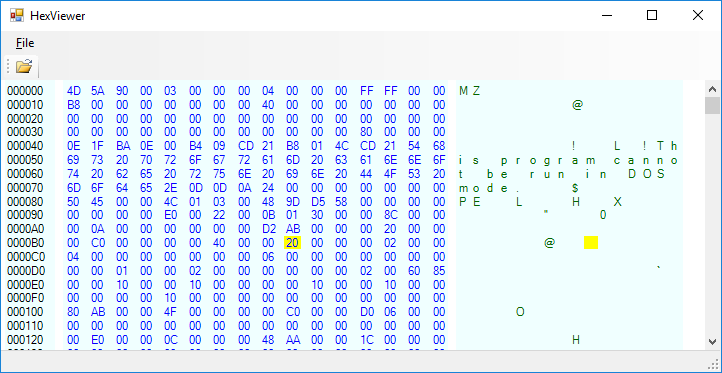 HexViewer
File
000000 4D 5A 90 00 03 00 00 00 04 00 00 00 FF FF 00 00 M Z
000010 B8 00 00 00 00 00 00 00 40 00 00 00 00 00 00 00 @
000020 00 00 00 00 00 00 00 00 00 00 00 00 00 00 00 00
000030 00 00 00 00 00 00 00 00 00 00 00 00 80 00 00 00
000040 0E 1F BA 0E 00 B4 09 CD 21 B8 01 4C CD 21 54 68 ! L ! T h
000050 69 73 20 70 72 6F 67 72 61 6D 20 63 61 6E 6E 6F i s p r o g r a m c a n n o
000060 74 20 62 65 20 72 75 6E 20 69 6E 20 44 4F 53 20 t b e r u n i n D O S
000070 6D 6F 64 65 2E 0D 0D 0A 24 00 00 00 00 00 00 00 m o d e . $
000080 50 45 00 00 4C 01 03 00 48 9D D5 58 00 00 00 00 P E L H X
000090 00 00 00 00 E0 00 22 00 0B 01 30 00 00 8C 00 00 " 0
0000A0 00 0A 00 00 00 00 00 00 D2 AB 00 00 00 20 00 00
0000B0 00 C0 00 00 00 00 40 00 00 20 00 00 00 02 00 00 @
0000C0 04 00 00 00 00 00 00 00 06 00 00 00 00 00 00 00
0000D0 00 00 01 00 00 02 00 00 00 00 00 00 02 00 60 85 `
0000E0 00 00 10 00 00 10 00 00 00 00 10 00 00 10 00 00
0000F0 00 00 00 00 10 00 00 00 00 00 00 00 00 00 00 00
000100 80 AB 00 00 4F 00 00 00 00 C0 00 00 D0 06 00 00 O
000110 00 00 00 00 00 00 00 00 00 00 00 00 00 00 00 00
000120 00 E0 00 00 0C 00 00 00 48 AA 00 00 1C 00 00 00 H